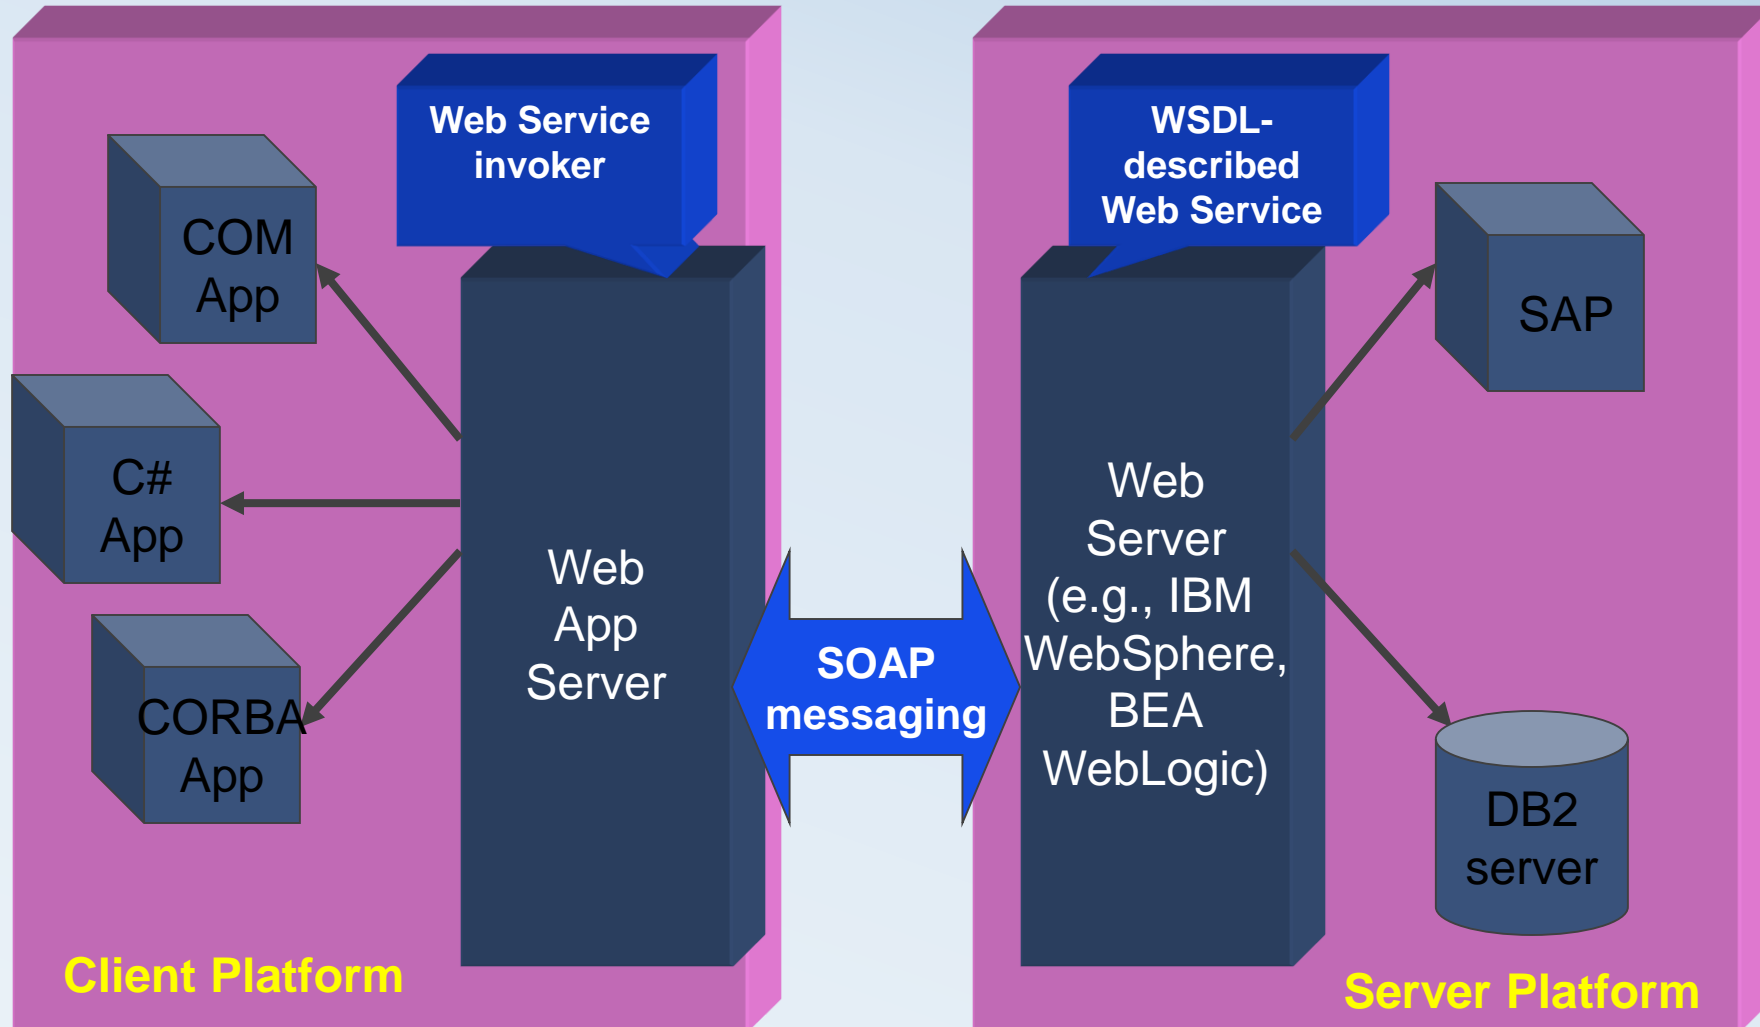 Web Service
invoker
COM
App
C#
App
CORBA
App
Web
App
Server
Client Platform
SOAP
messaging
WSDL-
described
Web Service
Web
Server
(e.g., IBM
WebSphere,
BEA
WebLogic)
SAP
DB2
server
Server Platform